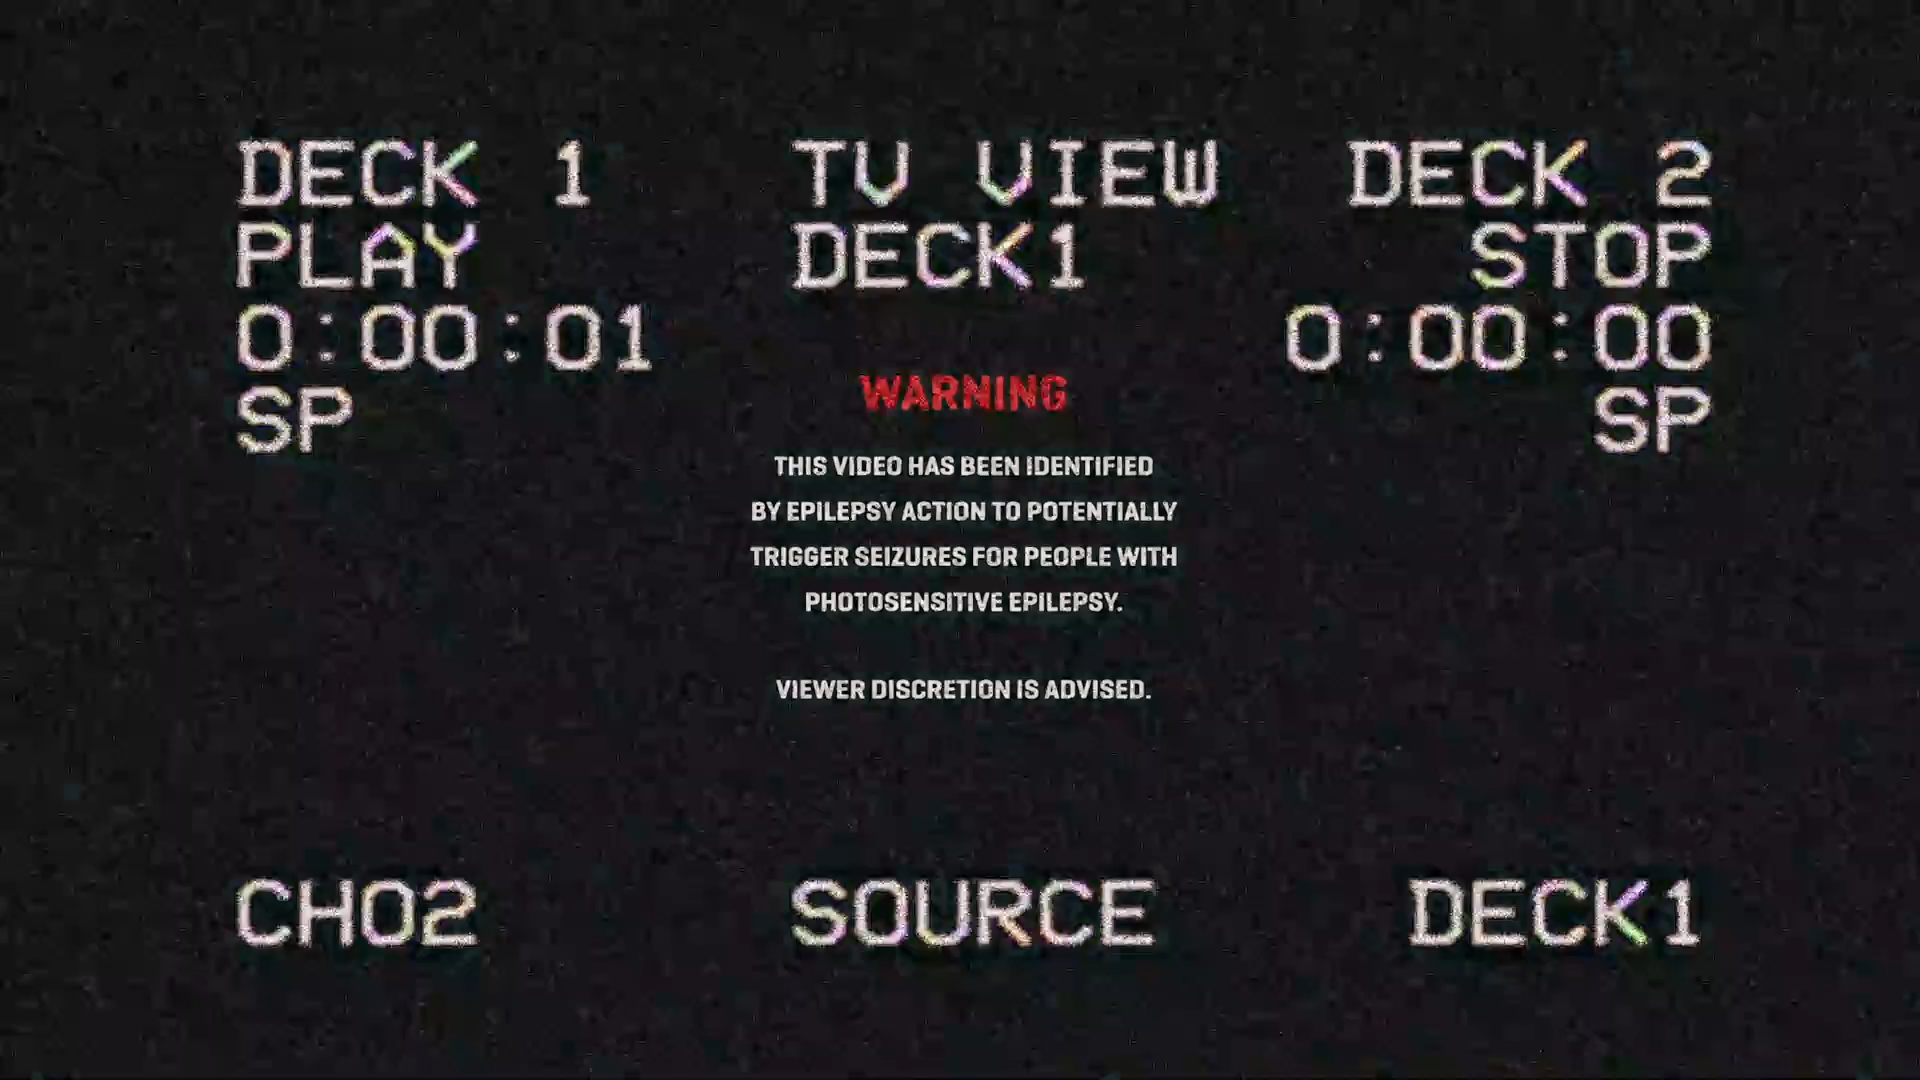 DECK 1
PLAY
0:00:01
SP
TV VIEW
DECK1
DECK 2
STOP
0:00:00
SP
WARNING
THIS VIDEO HAS BEEN IDENTIFIED
BY EPILEPSY ACTION TO POTENTIALLY
TRIGGER SEIZURES FOR PEOPLE WITH
PHOTOSENSITIVE EPILEPSY.
VIEWER DISCRETION IS ADVISED.
CH02
SOURCE
DECK1